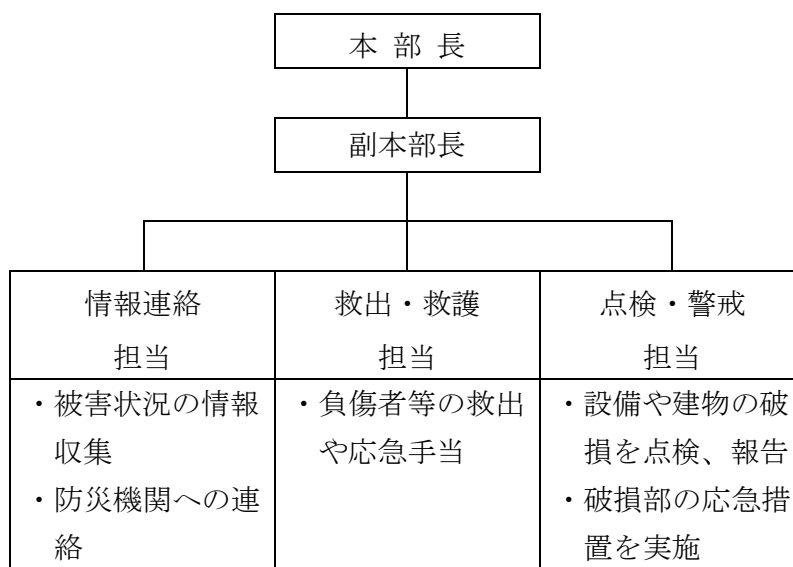 本部長
副本部長
情報連絡
担当
・被害状況の情報
収集
・防災機関への連
絡
救出・救護
担当
・負傷者等の救出
や応急手当
点検・警戒
担当
・設備や建物の破
損を点検、報告
・破損部の応急措
置を実施